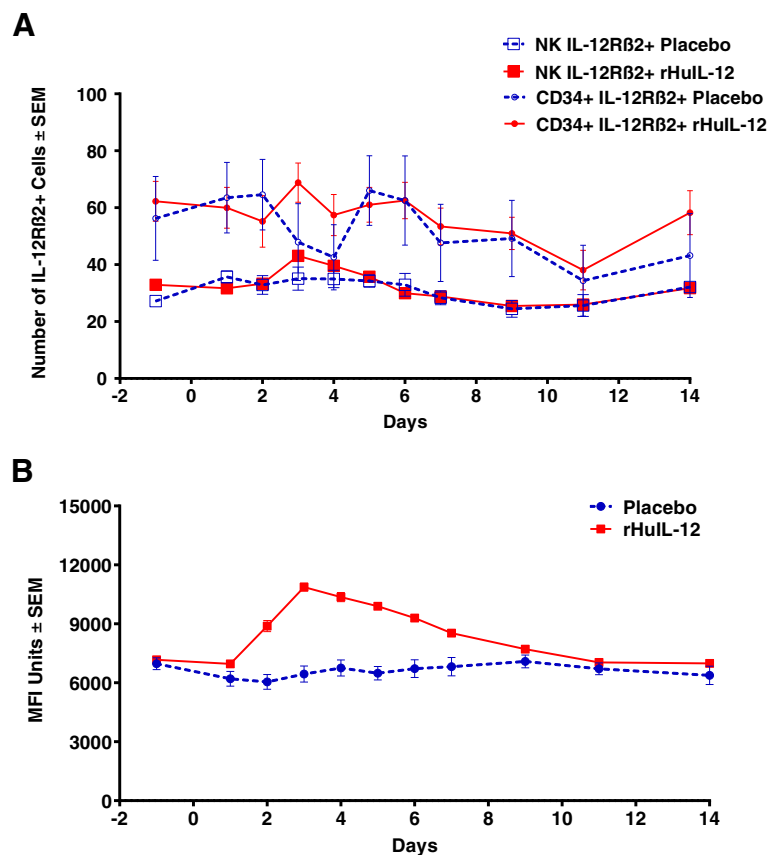 A
NK IL-12Rß2+ Placebo
NK IL-12Rß2+ rHuIL-12
CD34+ IL-12Rß2+ Placebo
CD34+ IL-12Rß2+ rHuIL-12
Number of IL-12Rß2+ Cells ± SEM
100
80
60
40
20
0
-2 0 2 4 6 8 10 12 14
Days
B
Placebo
rHuIL-12
MFI Units ± SEM
15000
12000
9000
6000
3000
0
-2 0 2 4 6 8 10 12 14
Days